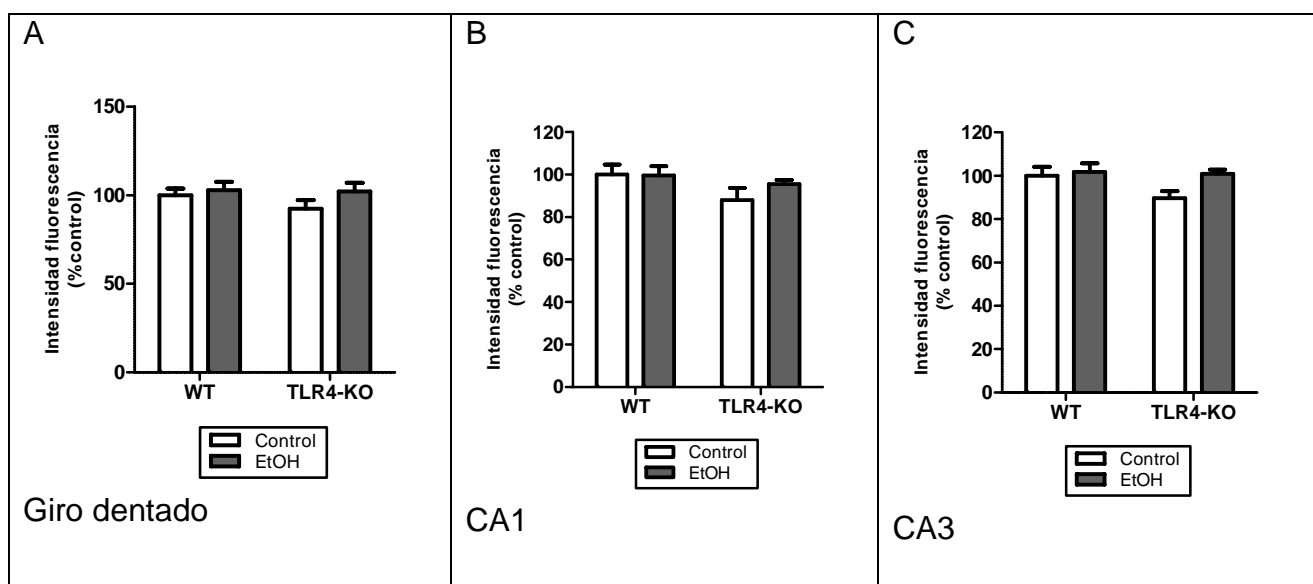 A
Intensidad fluorescencia
(%control)
150
100
50
0
WT TLR4-KO
Control
EtOH
Giro dentado
B
Intensidad fluorescencia
(% control)
120
100
80
60
40
20
0
WT TLR4-KO
Control
EtOH
CA1
C
Intensidad fluorescencia
(% control)
120
100
80
60
40
20
0
WT TLR4-KO
Control
EtOH
CA3